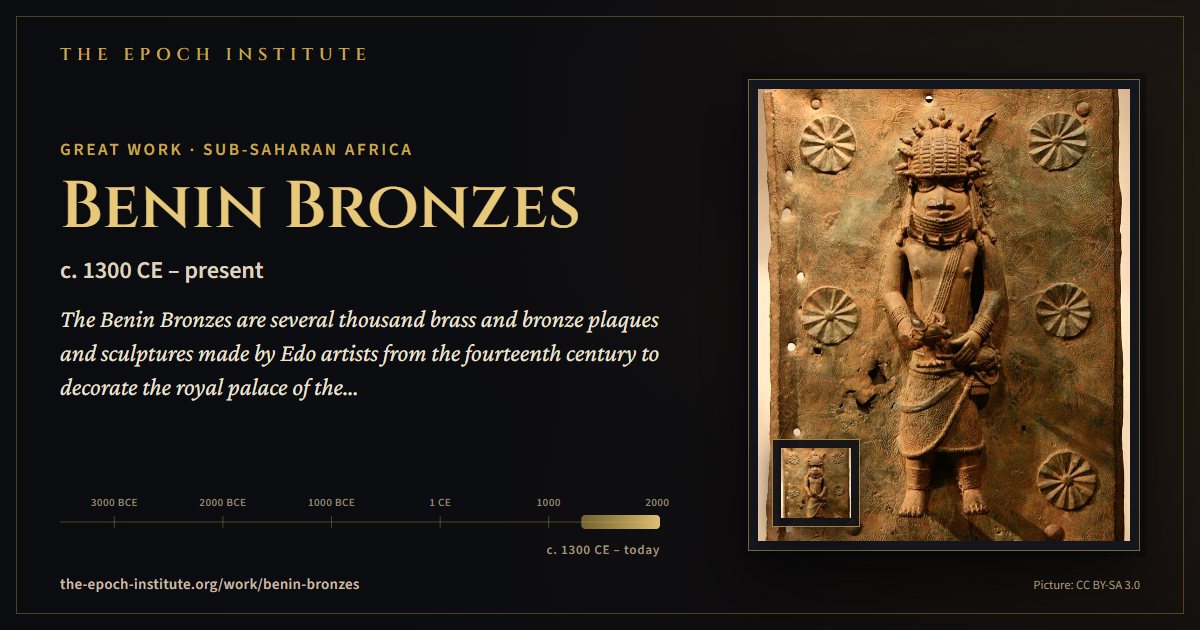 THE EPOCH INSTITUTE
GREAT WORK · SUB-SAHARAN AFRICA
BENIN BRONZES
c. 1300 CE – present
The Benin Bronzes are several thousand brass and bronze plaques
and sculptures made by Edo artists from the fourteenth century to
decorate the royal palace of the...
3000 BCE 2000 BCE 1000 BCE 1 CE 1000 2000
c. 1300 CE – today
the-epoch-institute.org/work/benin-bronzes
Picture: CC BY-SA 3.0